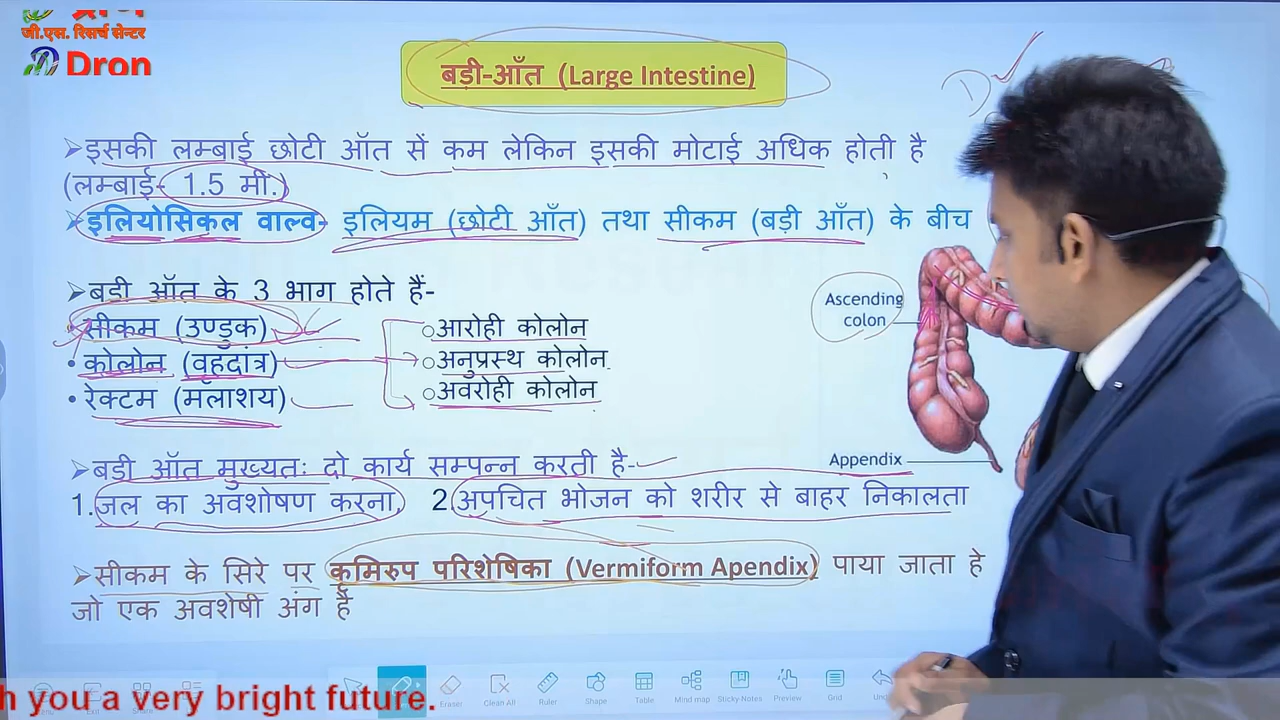 जी.एस. रिसर्च सेन्टर
Dron
बड़ी-आँत (Large Intestine)
➢इसकी लम्बाई छोटी ऑत सें कम लेकिन इसकी मोटाई अधिक होती है
(लम्बाई- 1.5 मी.)
➢इलियोसिकल वाल्व- इलियम (छोटी आँत) तथा सीकम (बड़ी आँत) के बीच
➢बडी ऑत के 3 भाग होते हैं-
•सीकम (उण्डुक)
• कोलोन (वृहदांत्र)
• रेक्टम (मलाशय)
○आरोही कोलोन
○अनुप्रस्थ कोलोन
○अवरोही कोलोन
Ascending
colon
Appendix
➢बडी ऑत मुख्यतः दो कार्य सम्पन्न करती है-
1.जल का अवशोषण करना, 2.अपचित भोजन को शरीर से बाहर निकालता
➢सीकम के सिरे पर कृमिरुप परिशेषिका (Vermiform Apendix) पाया जाता हे
जो एक अवशेषी अंग है
Eraser
Clean All
Ruler
Shape
Table
Mind map
Sticky Notes
Preview
Grid
h you a very bright future.